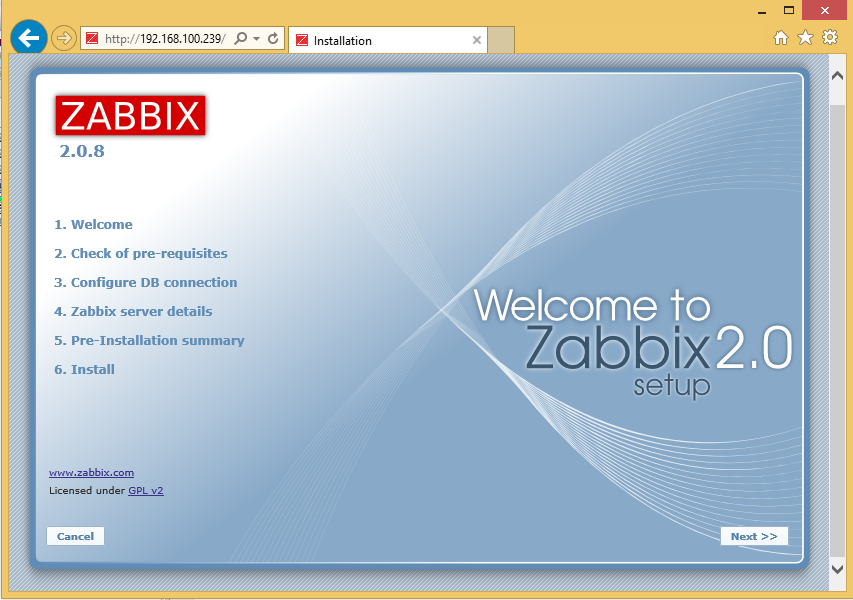 http://192.168.100.239/
Installation
ZABBIX
2.0.8
1. Welcome
2. Check of pre-requisites
3. Configure DB connection
4. Zabbix server details
5. Pre-Installation summary
6. Install
Welcome to
Zabbix 2.0
setup
www.zabbix.com
Licensed under GPL v2
Cancel
Next >>